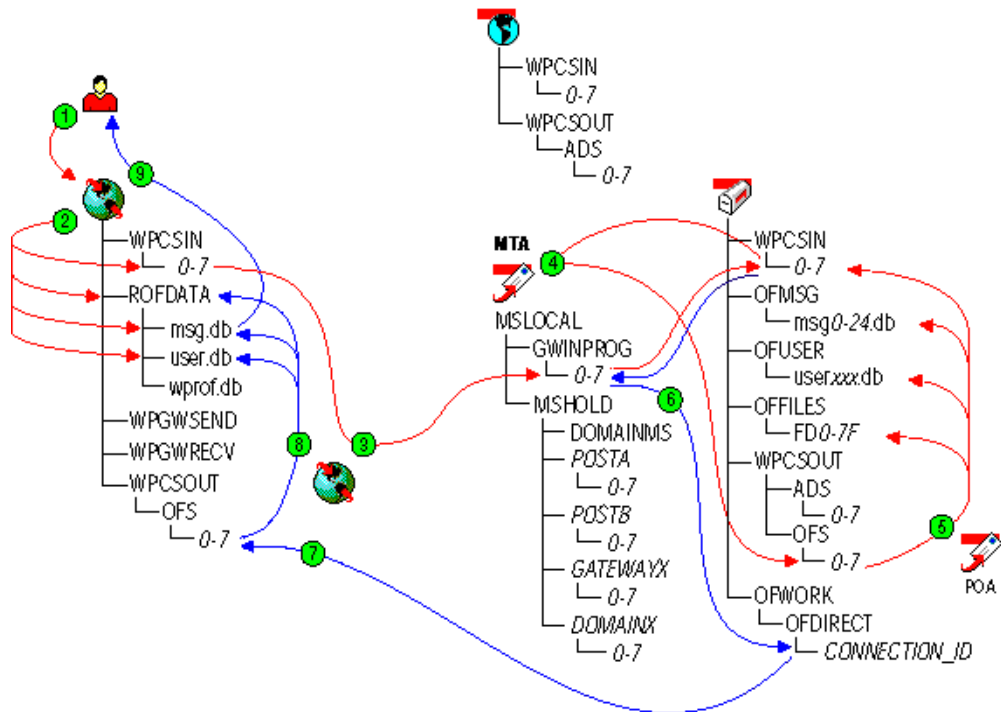 WPCSIN
0-7
WPCSOUT
ADS
0-7
1
9
2
WPCSIN
0-7
ROFDATA
msg.db
user.db
wprof.db
WPGWSEND
WPGWRECV
WPCSOUT
OFS
0-7
8
3
7
MTA
4
MSLOCAL
GWINPROG
0-7
6
MSHOLD
DOMAINMS
POSTA
0-7
POSTB
0-7
GATEWAYX
0-7
DOMAINX
0-7
WPCSIN
0-7
OFMSG
msg0-24.db
OFUSER
userxxx.db
OFFILES
FD0-7F
WPCSOUT
ADS
0-7
OFS
0-7
5
POA
OFWORK
OFDIRECT
CONNECTION_ID